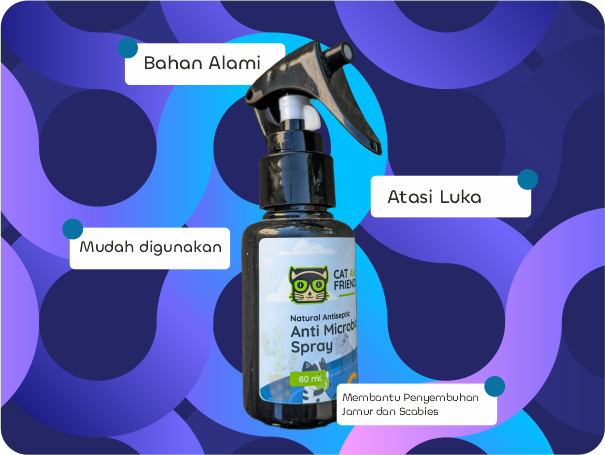 Bahan Alami
Atasi Luka
Mudah digunakan
CAT
FRIEND
Natural Antiseptic
Anti Microb
Spray
60 ml
Membantu Penyembuhan
Jamur dan Scabies